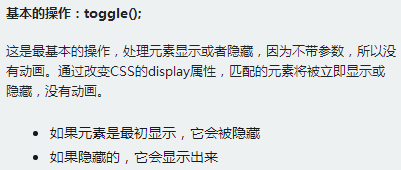 基本的操作：toggle();
这是最基本的操作，处理元素显示或者隐藏，因为不带参数，所以没
有动画。通过改变CSS的display属性，匹配的元素将被立即显示或
隐藏，没有动画。
如果元素是最初显示，它会被隐藏
如果隐藏的，它会显示出来